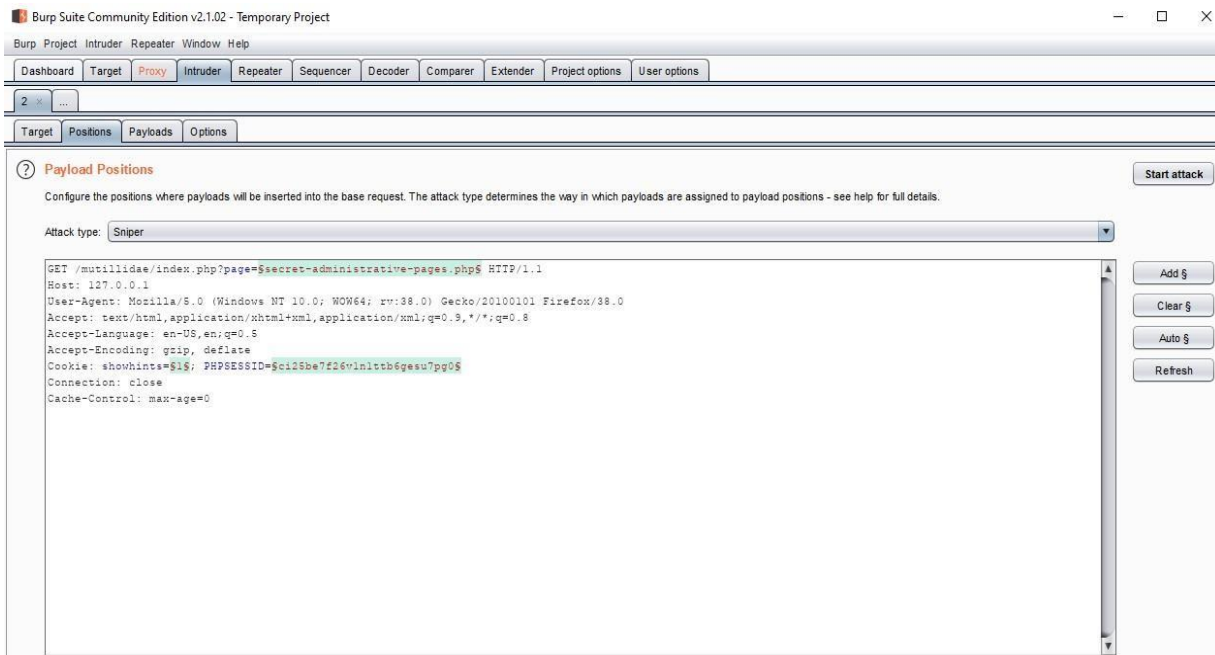 Burp Suite Community Edition v2.1.02 - Temporary Project
Burp Project Intruder Repeater Window Help
Dashboard Target Proxy Intruder Repeater Sequencer Decoder Comparer Extender Project options User options
2 × ...
Target Positions Payloads Options
? Payload Positions
Start attack
Configure the positions where payloads will be inserted into the base request. The attack type determines the way in which payloads are assigned to payload positions - see help for full details.
Attack type: Sniper
GET /mutillidae/index.php?page=§secret-administrative-pages.php§ HTTP/1.1
Host: 127.0.0.1
User-Agent: Mozilla/5.0 (Windows NT 10.0; WOW64; rv:38.0) Gecko/20100101 Firefox/38.0
Accept: text/html,application/xhtml+xml,application/xml;q=0.9,*/*;q=0.8
Accept-Language: en-US,en;q=0.5
Accept-Encoding: gzip, deflate
Cookie: showhints=§1§; PHPSESSID=§ci25be7f26v1n1ttb6gesu7pg0§
Connection: close
Cache-Control: max-age=0
Add §
Clear §
Auto §
Refresh